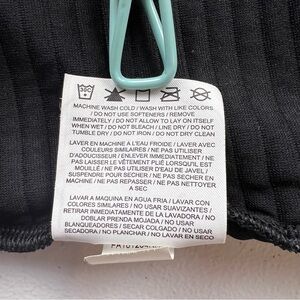 MACHINE WASH COLD / WASH WITH LIKE COLORS
/ DO NOT USE SOFTENERS / REMOVE
IMMEDIATELY / DO NOT ALLOW TO LAY ON ITSELF
WHEN WET / DO NOT BLEACH / LINE DRY / DO NOT
TUMBLE DRY / DO NOT IRON / DO NOT DRY CLEAN
LAVER EN MACHINE A L'EAU FROIDE / LAVER AVEC
COULEURS SIMILAIRES / NE PAS UTILISER
D'ADOUCISSEUR / ENLEVER IMMEDIATEMENT / NE
PAS LAISSER LE VÊTEMENT PLIÉ LORSQU'IL EST
MOUILLÉ / NE PAS UTILISER D'EAU DE JAVEL /
SUSPENDRE POUR SÉCHER / NE PAS SÉCHER EN
MACHINE / NE PAS REPASSER / NE PAS NETTOYER
A SEC
LAVAR A MAQUINA EN AGUA FRIA / LAVAR CON
COLORES SIMILARES / NO USAR SUAVIZANTES /
RETIRAR IMMEDIATAMENTE DE LA LAVADORA / NO
DOBLAR PRENDA MOJADA / NO USAR
BLANQUEADORES / SECAR COLGADO / NO USAR
SECADORA / NO PLANCHAR / NO LAVAR EN SECO